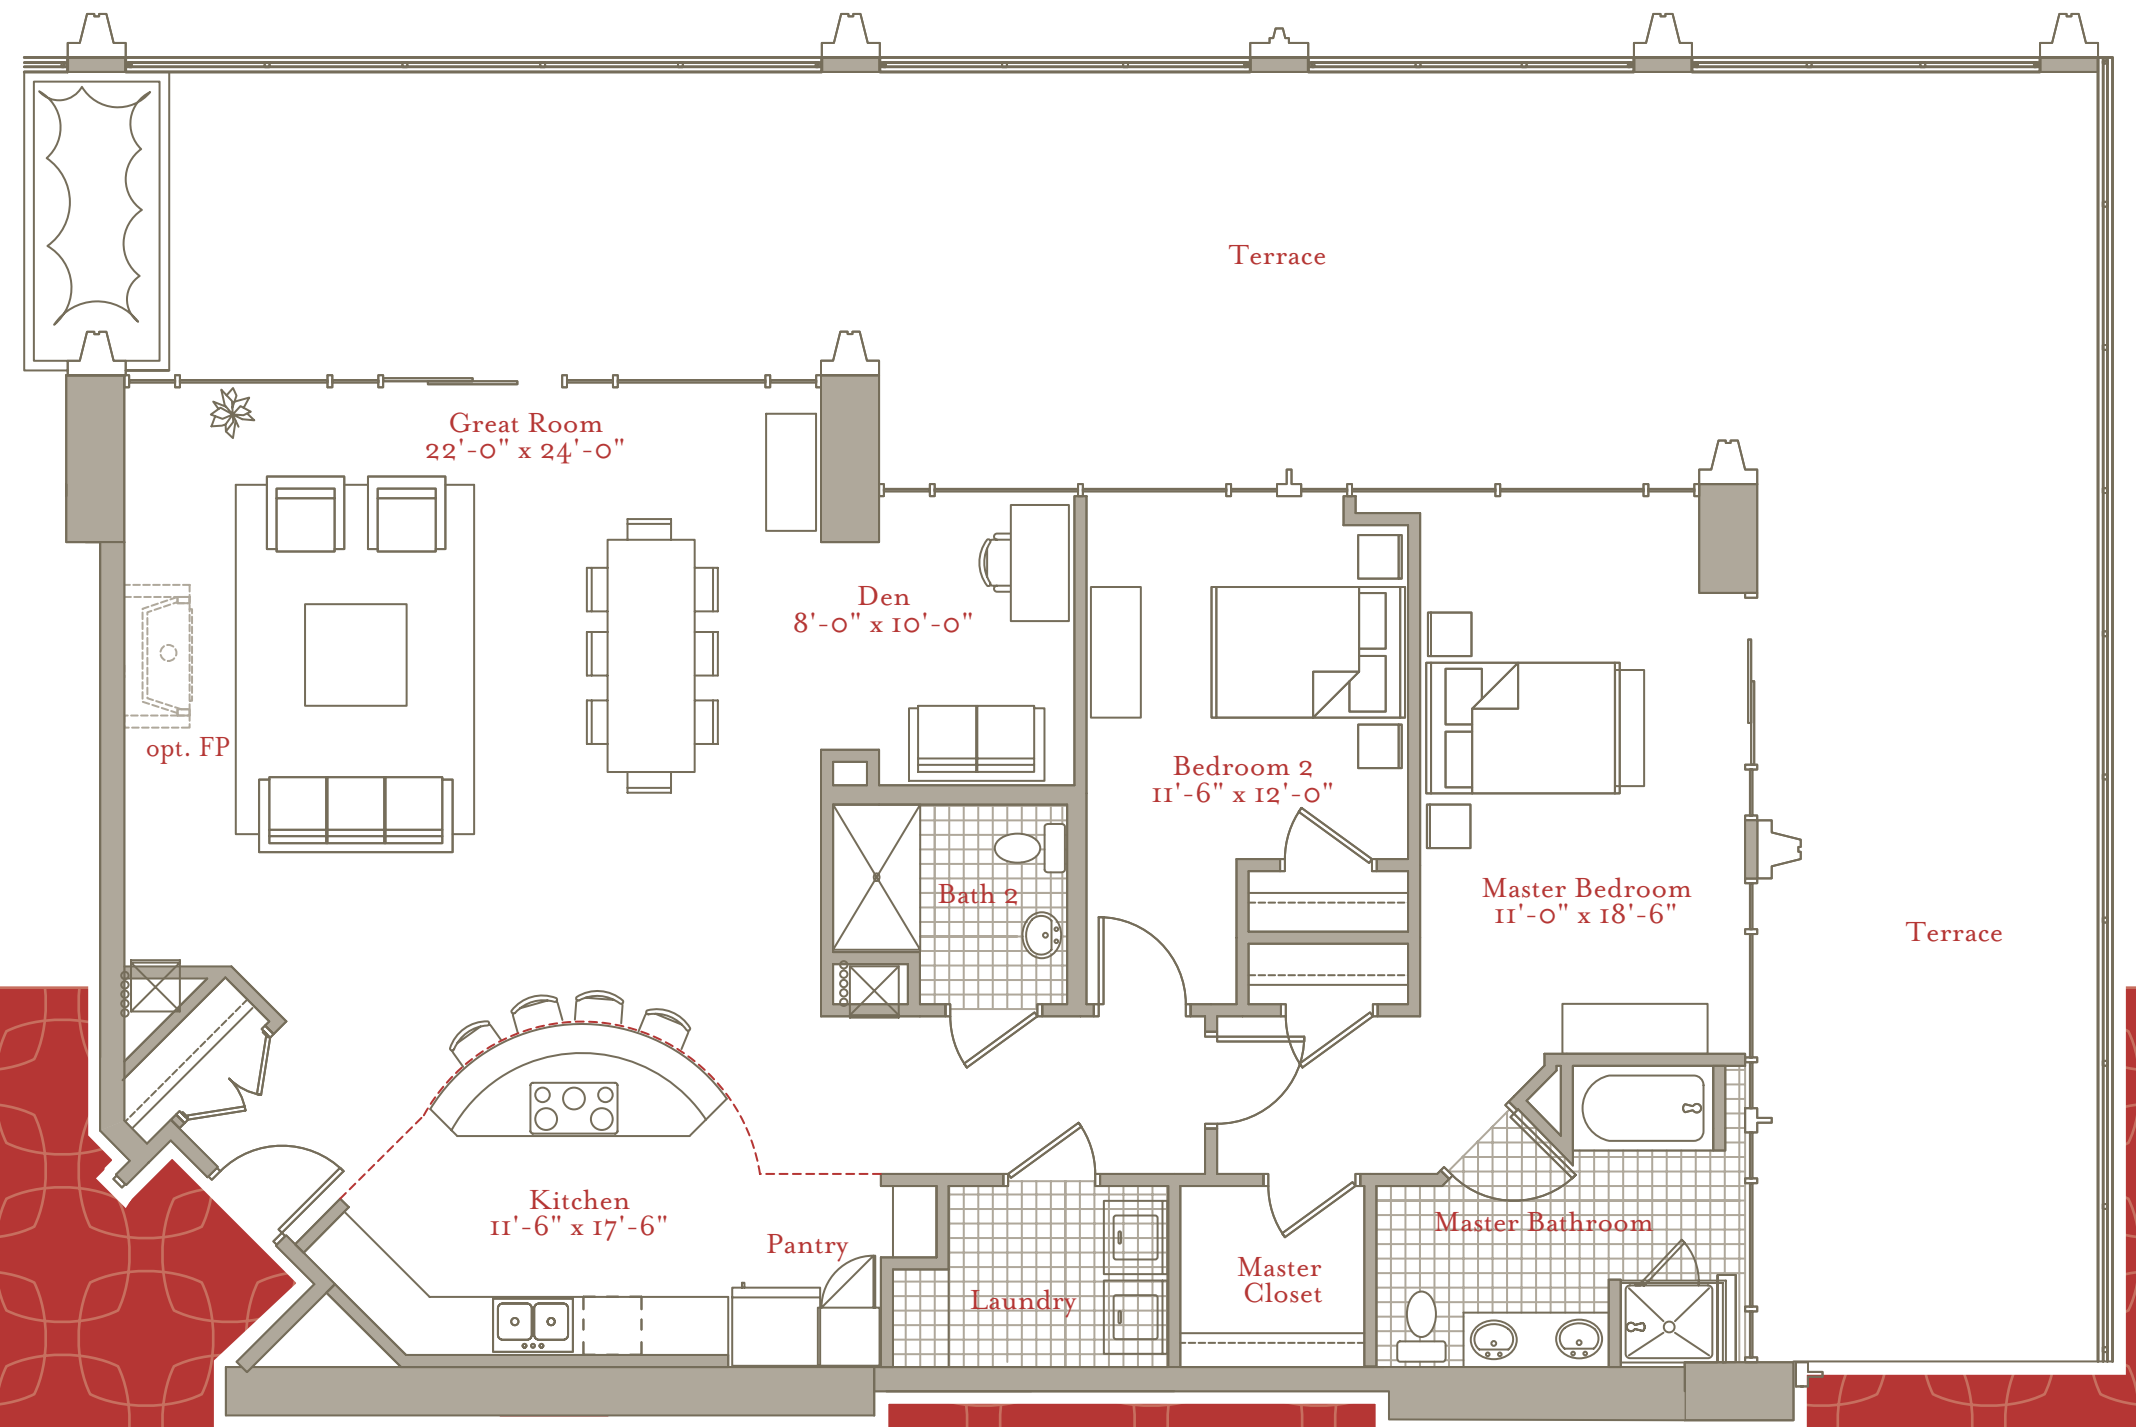 Terrace
Great Room
22'-0" x 24'-0"
Den
8'-0" x 10'-0"
opt. FP
Bedroom 2
11'-6" x 12'-0"
Bath 2
Master Bedroom
11'-0" x 18'-6"
Terrace
Kitchen
11'-6" x 17'-6"
Pantry
Laundry
Master
Closet
Master Bathroom